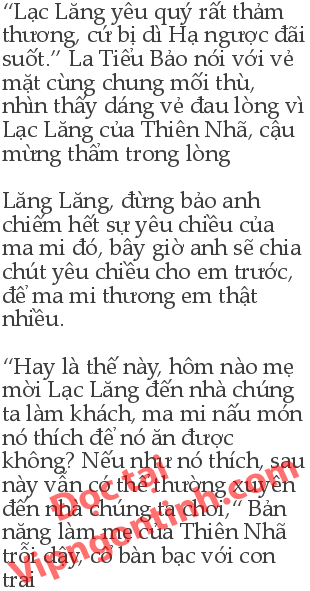 “Lạc Lăng yêu quý rất thảm
thương, cứ bị dì Hạ ngược đãi
suốt.” La Tiểu Bảo nói với vẻ
mặt cùng chung mối thù,
nhìn thấy dáng vẻ đau lòng vì
Lạc Lăng của Thiên Nhã, cậu
mừng thẩm trong lòng
Lăng Lăng, đừng bảo anh
chiếm hết sự yêu chiều của
ma mi đó, bây giờ anh sẽ chia
chút yêu chiều cho em trước,
để ma mi thương em thật
nhiều.
“Hay là thế này, hôm nào mẹ
mời Lạc Lăng đến nhà chúng
ta làm khách, ma mi nấu món
nó thích để nó ăn được
không? Nếu như nó thích, sau
này vẫn có thể thường xuyên
đến nhà chúng ta chơi,“ Bản
năng làm mẹ của Thiên Nhã
trỗi dậy, cô bàn bạc với con
trai
Đọc tại
Vipngontinh.com